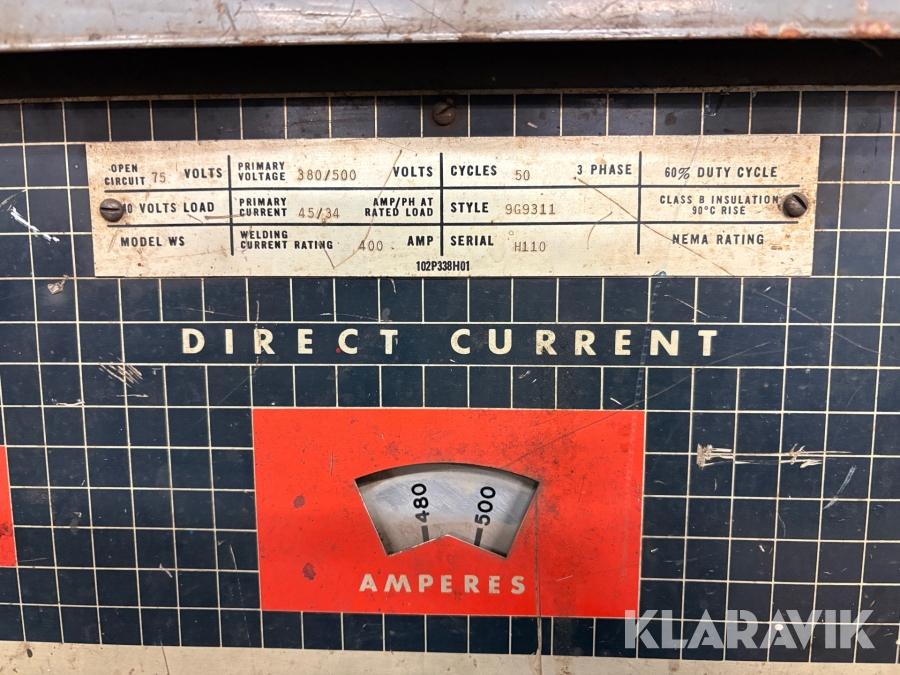 OPEN CIRCUIT 75 VOLTS
PRIMARY VOLTAGE 380/500 VOLTS
CYCLES 50 3 PHASE
60% DUTY CYCLE
VOLTS LOAD
PRIMARY CURRENT 45/34 AMP/PH AT RATED LOAD
STYLE 9G9311
CLASS B INSULATION
90°C RISE
MODEL WS
WELDING CURRENT RATING 400 AMP
SERIAL H110
NEMA RATING
102P338H01
DIRECT CURRENT
480 500
AMPERES
KLARAVIK